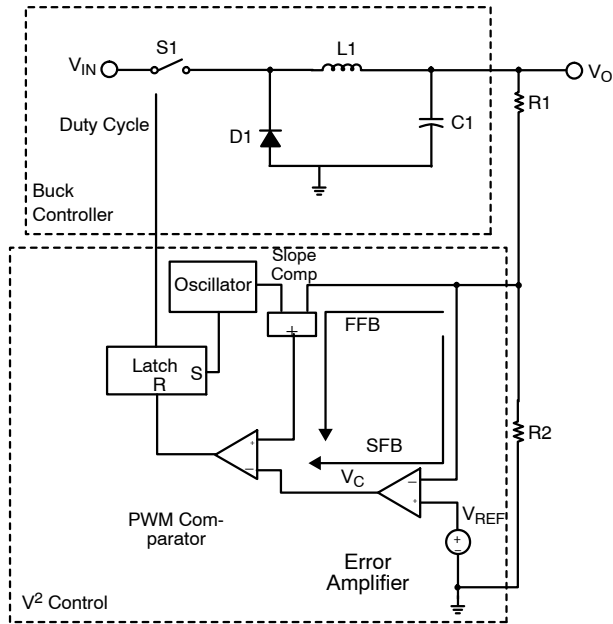 S1
L1
V_IN
V_O
R1
Duty Cycle
D1
C1
Buck
Controller
Slope
Comp
Oscillator
+
FFB
Latch
S
R
R2
+
−
SFB
V_C
−
+
V_REF
PWM Com-
parator
+
−
Error
Amplifier
V² Control